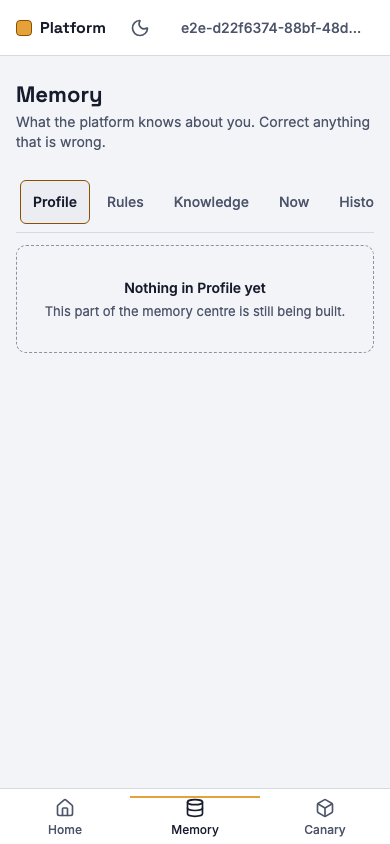 Platform
e2e-d22f6374-88bf-48d...
Memory
What the platform knows about you. Correct anything
that is wrong.
Profile Rules Knowledge Now Histo
Nothing in Profile yet
This part of the memory centre is still being built.
Home Memory Canary